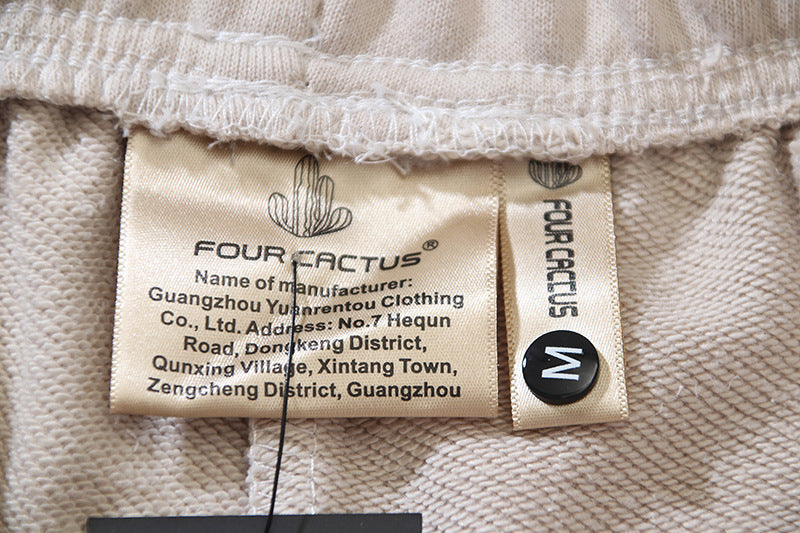 FOUR CACTUS®
Name of manufacturer:
Guangzhou Yuanrentou Clothing
Co., Ltd. Address: No.7 Hequn
Road, Dongkeng District,
Qunxing Village, Xintang Town,
Zengcheng District, Guangzhou
FOUR CACTUS
M